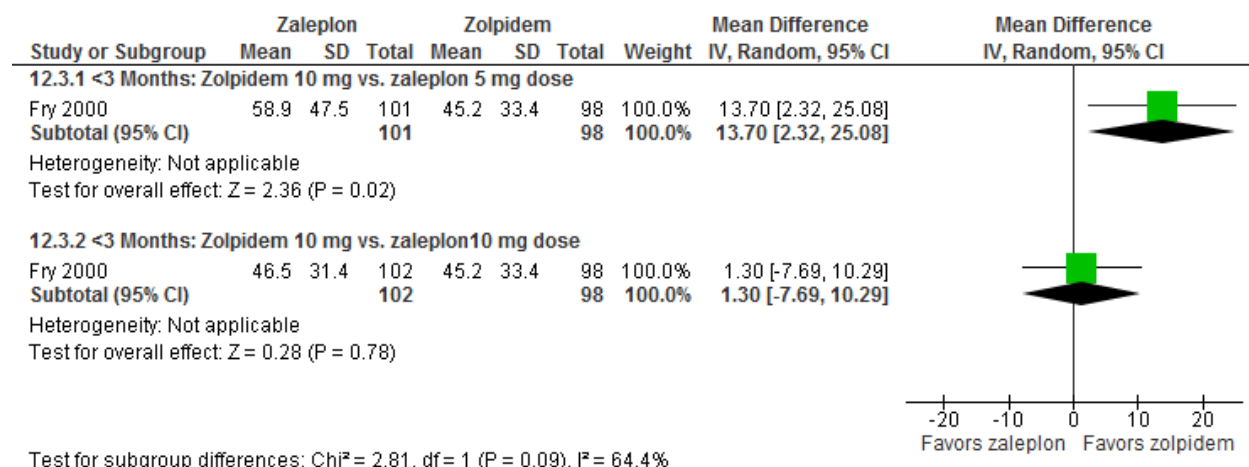 Zaleplon Zolpidem Mean Difference Mean Difference
Study or Subgroup Mean SD Total Mean SD Total Weight IV, Random, 95% CI IV, Random, 95% CI
12.3.1 <3 Months: Zolpidem 10 mg vs. zaleplon 5 mg dose
Fry 2000 58.9 47.5 101 45.2 33.4 98 100.0% 13.70 [2.32, 25.08]
Subtotal (95% CI) 101 98 100.0% 13.70 [2.32, 25.08]
Heterogeneity: Not applicable
Test for overall effect: Z = 2.36 (P = 0.02)
12.3.2 <3 Months: Zolpidem 10 mg vs. zaleplon10 mg dose
Fry 2000 46.5 31.4 102 45.2 33.4 98 100.0% 1.30 [-7.69, 10.29]
Subtotal (95% CI) 102 98 100.0% 1.30 [-7.69, 10.29]
Heterogeneity: Not applicable
Test for overall effect: Z = 0.28 (P = 0.78)
-20 -10 0 10 20
Favors zaleplon Favors zolpidem
Test for subgroup differences: Chi² = 2.81, df = 1 (P = 0.09), I² = 64.4%